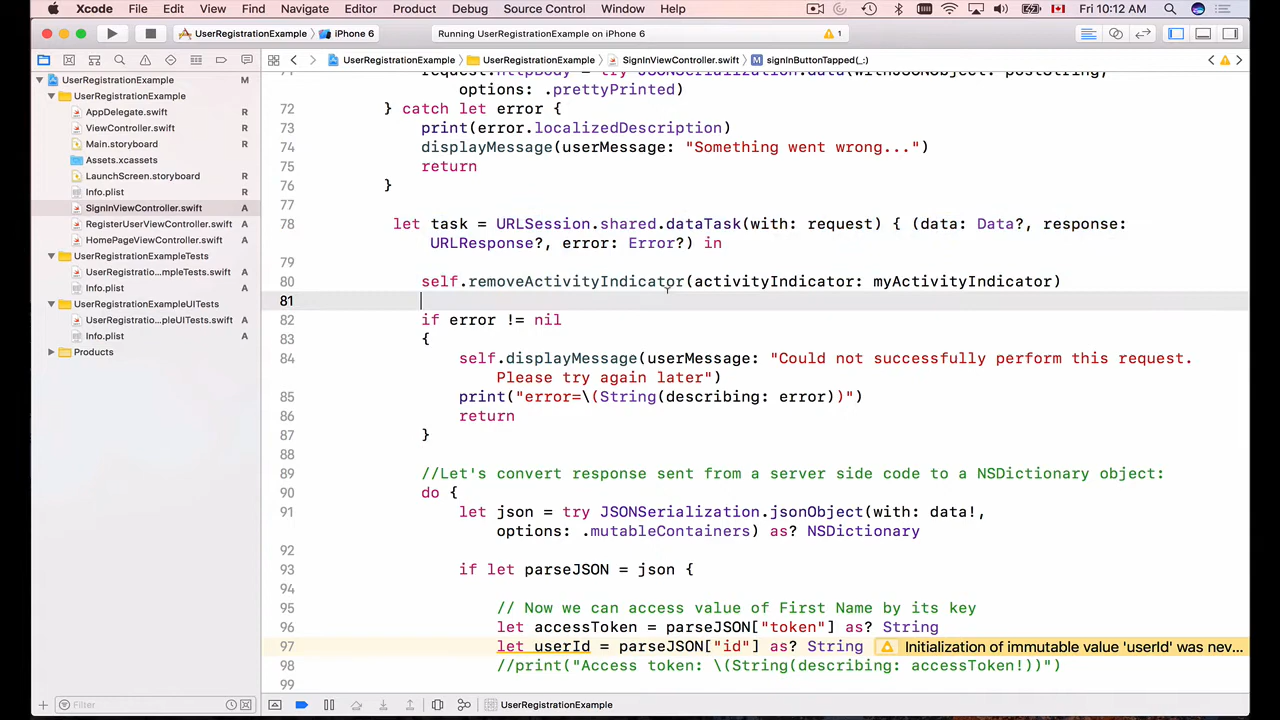 Xcode File Edit View Find Navigate Editor Product Debug Source Control Window Help Fri 10:12 AM
UserRegistrationExample iPhone 6 Running UserRegistrationExample on iPhone 6 1
UserRegistrationExample UserRegistrationExample SignInViewController.swift M signInButtonTapped(_:)
UserRegistrationExample M
UserRegistrationExample
AppDelegate.swift R
ViewController.swift R
Main.storyboard R
Assets.xcassets
LaunchScreen.storyboard R
Info.plist R
SignInViewController.swift A
RegisterUserViewController.swift A
HomePageViewController.swift A
UserRegistrationExampleTests
UserRegistratio...mpleTests.swift A
Info.plist A
UserRegistrationExampleUITests
UserRegistratio...pleUITests.swift A
Info.plist A
Products
Filter
71 request.httpBody = try JSONSerialization.data(withJSONObject: postString,
options: .prettyPrinted)
72 } catch let error {
73 print(error.localizedDescription)
74 displayMessage(userMessage: "Something went wrong...")
75 return
76 }
77
78 let task = URLSession.shared.dataTask(with: request) { (data: Data?, response:
URLResponse?, error: Error?) in
79
80 self.removeActivityIndicator(activityIndicator: myActivityIndicator)
81
82 if error != nil
83 {
84 self.displayMessage(userMessage: "Could not successfully perform this request.
Please try again later")
85 print("error=\(String(describing: error))")
86 return
87 }
88
89 //Let's convert response sent from a server side code to a NSDictionary object:
90 do {
91 let json = try JSONSerialization.jsonObject(with: data!,
options: .mutableContainers) as? NSDictionary
92
93 if let parseJSON = json {
94
95 // Now we can access value of First Name by its key
96 let accessToken = parseJSON["token"] as? String
97 let userId = parseJSON["id"] as? String Initialization of immutable value 'userId' was nev...
98 //print("Access token: \(String(describing: accessToken!))")
99
UserRegistrationExample